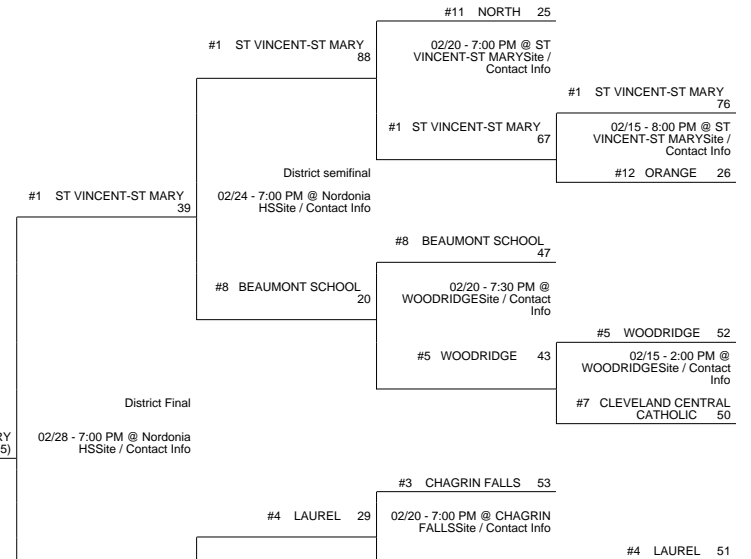 #11 NORTH 25
#1 ST VINCENT-ST MARY
88
02/20 - 7:00 PM @ ST
VINCENT-ST MARYSite /
Contact Info
#1 ST VINCENT-ST MARY
76
#1 ST VINCENT-ST MARY
67
02/15 - 8:00 PM @ ST
VINCENT-ST MARYSite /
Contact Info
District semifinal
#12 ORANGE 26
#1 ST VINCENT-ST MARY
39
02/24 - 7:00 PM @ Nordonia
HSSite / Contact Info
#8 BEAUMONT SCHOOL
47
#8 BEAUMONT SCHOOL
20
02/20 - 7:30 PM @
WOODRIDGESite / Contact
Info
#5 WOODRIDGE 52
#5 WOODRIDGE 43
02/15 - 2:00 PM @
WOODRIDGESite / Contact
Info
District Final
#7 CLEVELAND CENTRAL
CATHOLIC 50
RY
5)
02/28 - 7:00 PM @ Nordonia
HSSite / Contact Info
#3 CHAGRIN FALLS 53
#4 LAUREL 29
02/20 - 7:00 PM @ CHAGRIN
FALLSSite / Contact Info
#4 LAUREL 51